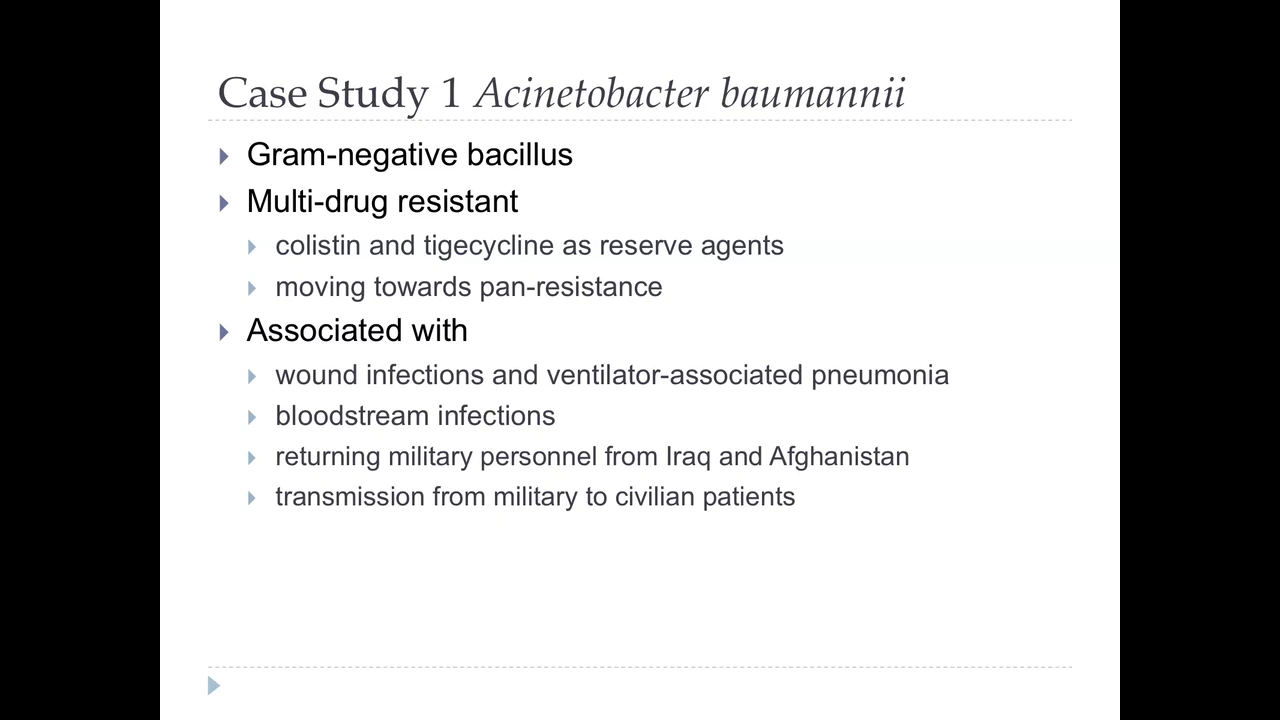 Case Study 1 Acinetobacter baumannii
Gram-negative bacillus
Multi-drug resistant
colistin and tigecycline as reserve agents
moving towards pan-resistance
Associated with
wound infections and ventilator-associated pneumonia
bloodstream infections
returning military personnel from Iraq and Afghanistan
transmission from military to civilian patients